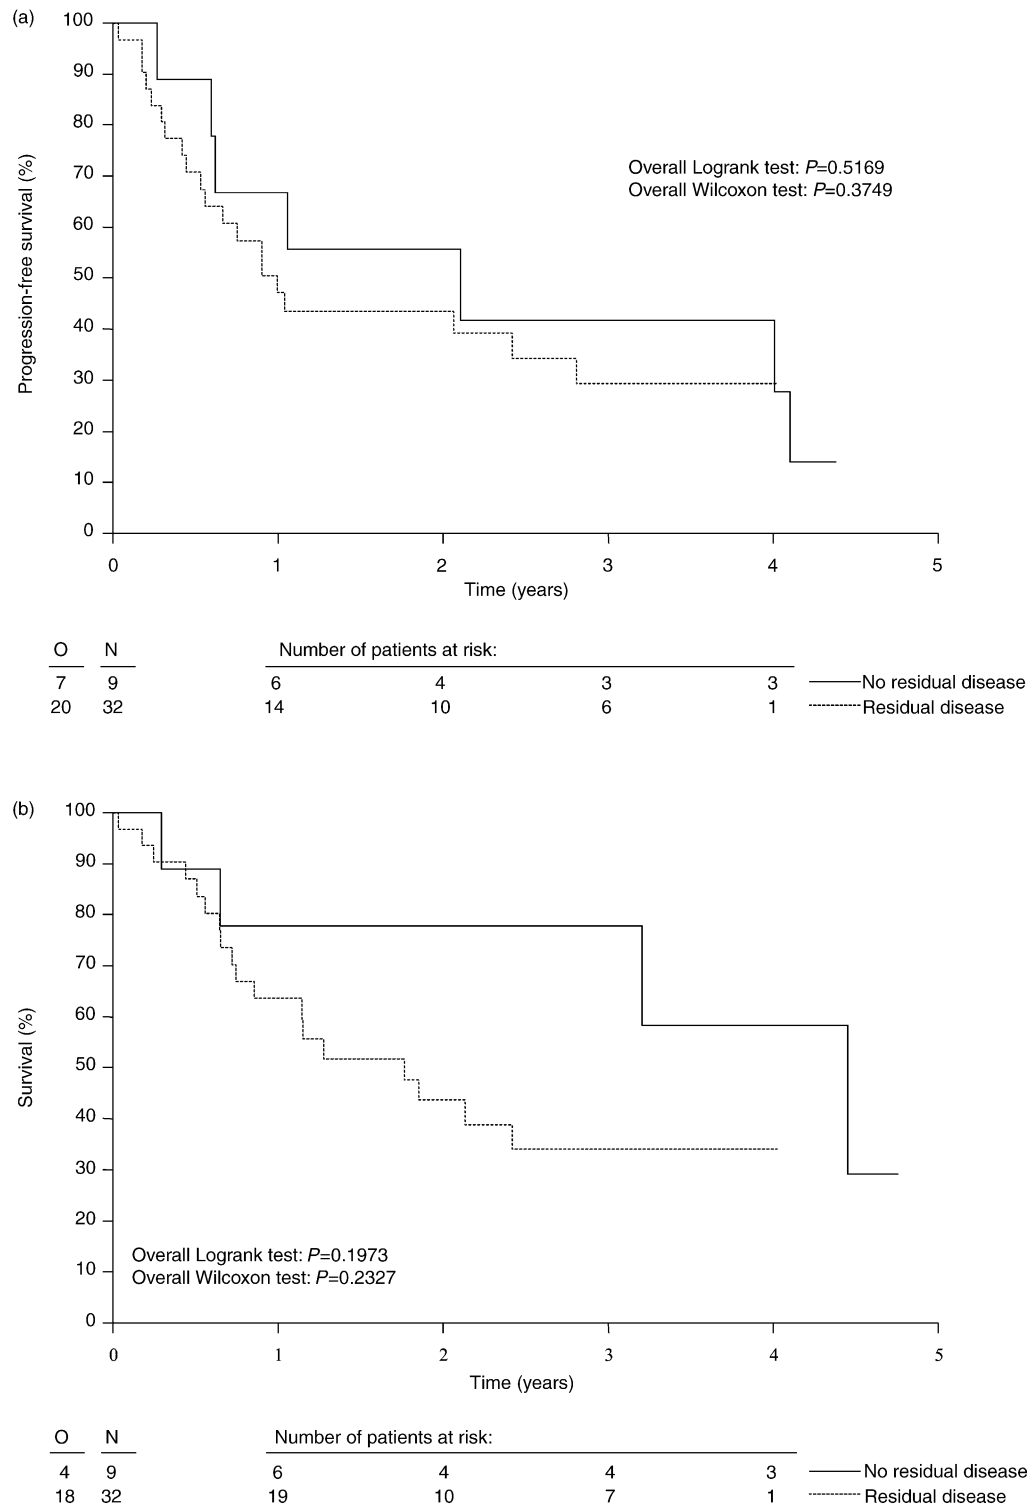 (a)
Progression-free survival (%)
100
90
80
70
60
50
40
30
20
10
0
Overall Logrank test: P=0.5169
Overall Wilcoxon test: P=0.3749
0 1 2 3 4 5
Time (years)
O N Number of patients at risk:
7 9 6 4 3 3 No residual disease
20 32 14 10 6 1 Residual disease
(b)
Survival (%)
100
90
80
70
60
50
40
30
20
10
0
Overall Logrank test: P=0.1973
Overall Wilcoxon test: P=0.2327
0 1 2 3 4 5
Time (years)
O N Number of patients at risk:
4 9 6 4 4 3 No residual disease
18 32 19 10 7 1 Residual disease